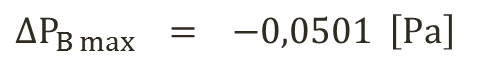 ΔP_B max = −0,0501 [Pa]